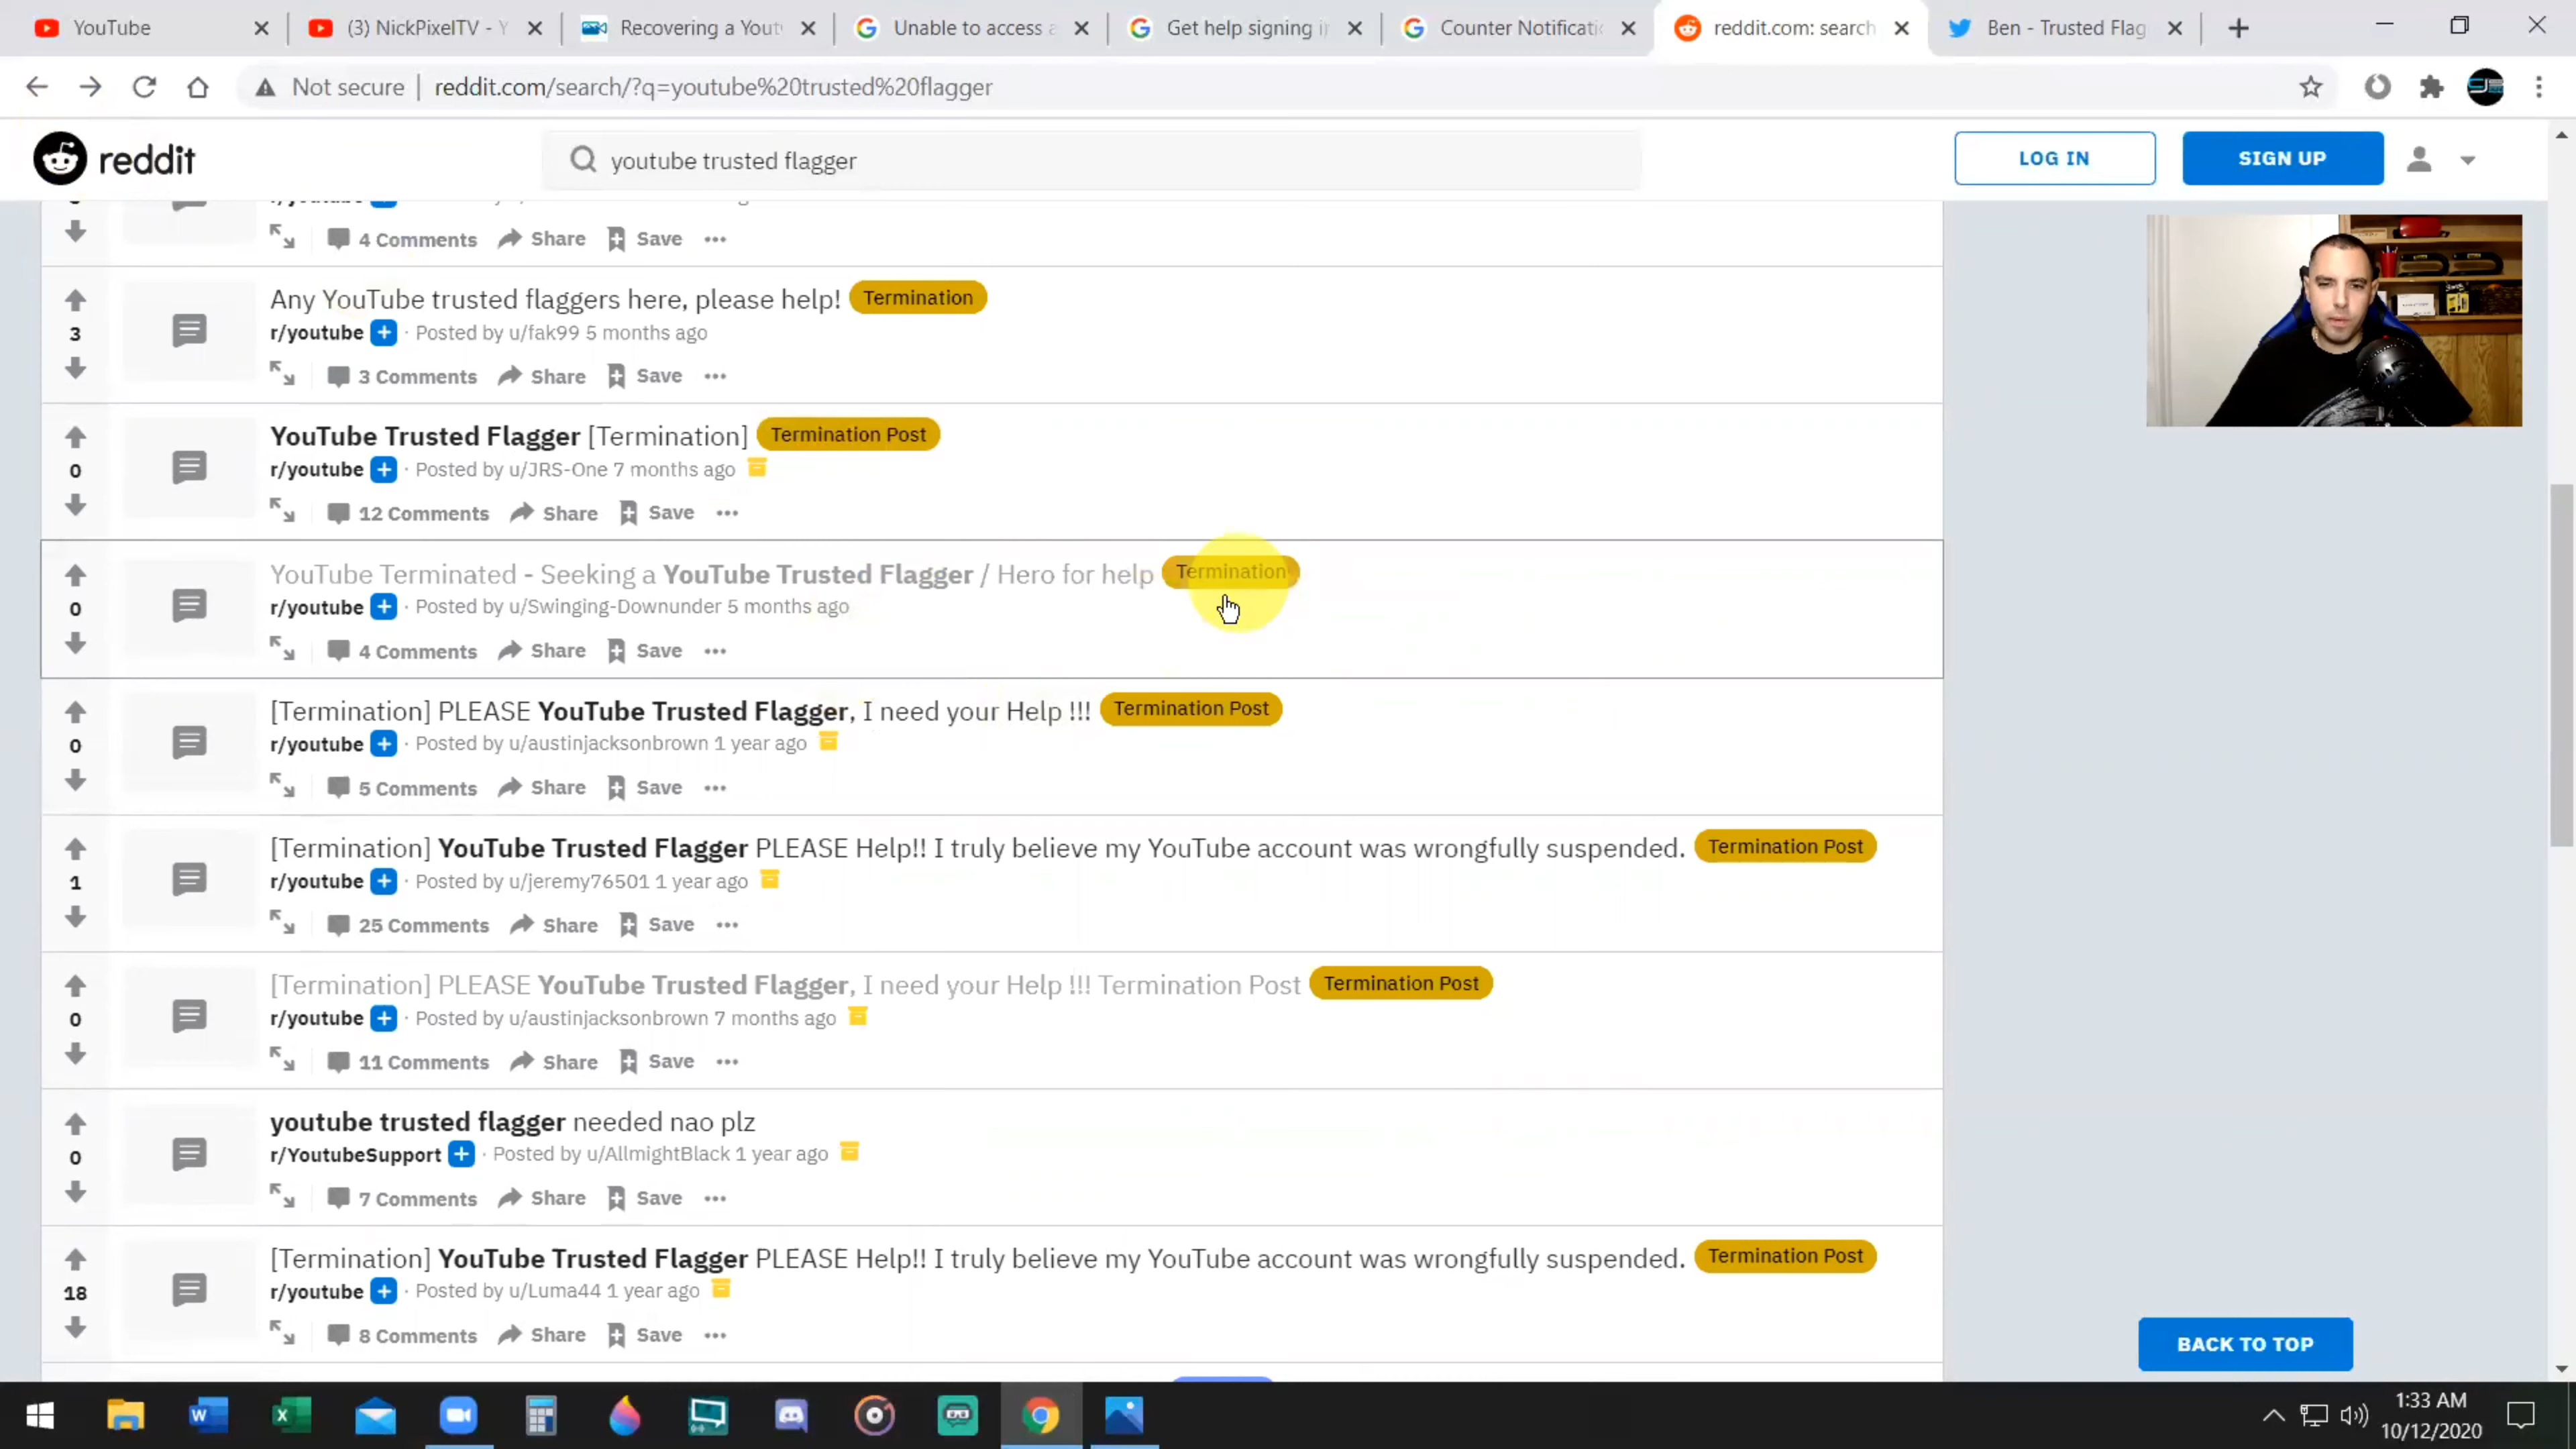 YouTube
(3) NickPixelTV - Y
Recovering a Yout
Unable to access a
Get help signing in
Counter Notificatio
reddit.com: search
Ben - Trusted Flag
Not secure
reddit.com/search/?q=youtube%20trusted%20flagger
reddit
youtube trusted flagger
LOG IN
SIGN UP
4 Comments Share Save
Any YouTube trusted flaggers here, please help! Termination
3
r/youtube · Posted by u/fak99 5 months ago
3 Comments Share Save
YouTube Trusted Flagger [Termination] Termination Post
0
r/youtube · Posted by u/JRS-One 7 months ago
12 Comments Share Save
YouTube Terminated - Seeking a YouTube Trusted Flagger / Hero for help Termination
0
r/youtube · Posted by u/Swinging-Downunder 5 months ago
4 Comments Share Save
[Termination] PLEASE YouTube Trusted Flagger, I need your Help !!! Termination Post
0
r/youtube · Posted by u/austinjacksonbrown 1 year ago
5 Comments Share Save
[Termination] YouTube Trusted Flagger PLEASE Help!! I truly believe my YouTube account was wrongfully suspended. Termination Post
1
r/youtube · Posted by u/jeremy76501 1 year ago
25 Comments Share Save
[Termination] PLEASE YouTube Trusted Flagger, I need your Help !!! Termination Post Termination Post
0
r/youtube · Posted by u/austinjacksonbrown 7 months ago
11 Comments Share Save
youtube trusted flagger needed nao plz
0
r/YoutubeSupport · Posted by u/AllmightBlack 1 year ago
7 Comments Share Save
[Termination] YouTube Trusted Flagger PLEASE Help!! I truly believe my YouTube account was wrongfully suspended. Termination Post
18
r/youtube · Posted by u/Luma44 1 year ago
8 Comments Share Save
BACK TO TOP
1:33 AM
10/12/2020